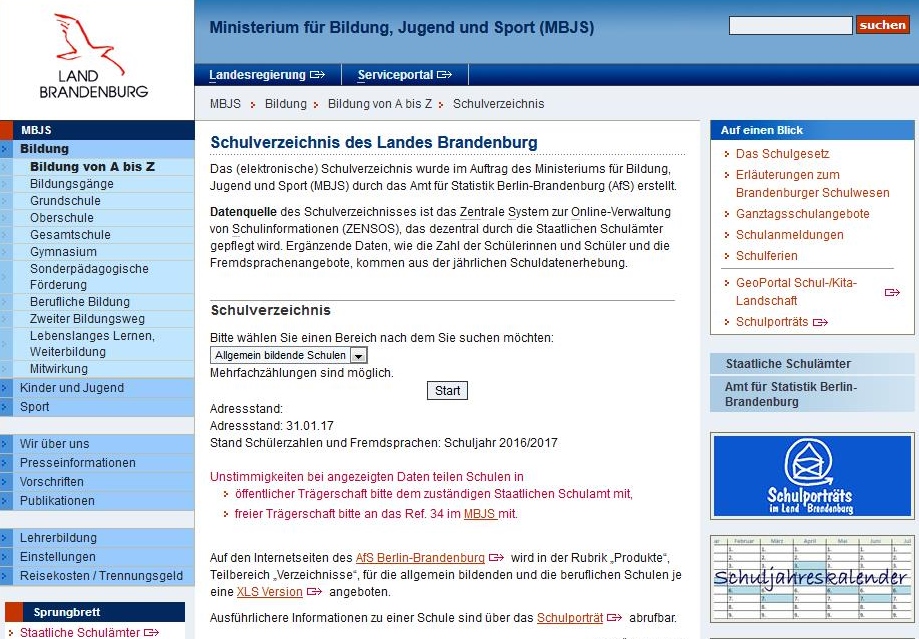 LAND
BRANDENBURG
Ministerium für Bildung, Jugend und Sport (MBJS)
suchen
Landesregierung
Serviceportal
MBJS
Bildung
Bildung von A bis Z
Schulverzeichnis
MBJS
Bildung
Bildung von A bis Z
Bildungsgänge
Grundschule
Oberschule
Gesamtschule
Gymnasium
Sonderpädagogische
Förderung
Berufliche Bildung
Zweiter Bildungsweg
Lebenslanges Lernen,
Weiterbildung
Mitwirkung
Kinder und Jugend
Sport
Wir über uns
Presseinformationen
Vorschriften
Publikationen
Lehrerbildung
Einstellungen
Reisekosten / Trennungsgeld
Sprungbrett
Staatliche Schulämter
Schulverzeichnis des Landes Brandenburg
Das (elektronische) Schulverzeichnis wurde im Auftrag des Ministeriums für Bildung,
Jugend und Sport (MBJS) durch das Amt für Statistik Berlin-Brandenburg (AfS) erstellt.
Datenquelle des Schulverzeichnisses ist das Zentrale System zur Online-Verwaltung
von Schulinformationen (ZENSOS), das dezentral durch die Staatlichen Schulämter
gepflegt wird. Ergänzende Daten, wie die Zahl der Schülerinnen und Schüler und die
Fremdsprachenangebote, kommen aus der jährlichen Schuldatenerhebung.
Schulverzeichnis
Bitte wählen Sie einen Bereich nach dem Sie suchen möchten:
Allgemein bildende Schulen
Mehrfachzählungen sind möglich.
Start
Adressstand:
Adressstand: 31.01.17
Stand Schülerzahlen und Fremdsprachen: Schuljahr 2016/2017
Unstimmigkeiten bei angezeigten Daten teilen Schulen in
öffentlicher Trägerschaft bitte dem zuständigen Staatlichen Schulamt mit,
freier Trägerschaft bitte an das Ref. 34 im MBJS mit.
Auf den Internetseiten des AfS Berlin-Brandenburg wird in der Rubrik „Produkte“,
Teilbereich „Verzeichnisse“, für die allgemein bildenden und die beruflichen Schulen je
eine XLS Version angeboten.
Ausführlichere Informationen zu einer Schule sind über das Schulporträt abrufbar.
Auf einen Blick
Das Schulgesetz
Erläuterungen zum
Brandenburger Schulwesen
Ganztagsschulangebote
Schulanmeldungen
Schulferien
GeoPortal Schul-/Kita-
Landschaft
Schulporträts
Staatliche Schulämter
Amt für Statistik Berlin-
Brandenburg
Schulporträts
im Land Brandenburg
Februar März April Mai Juni Jul
Schuljahreskalender